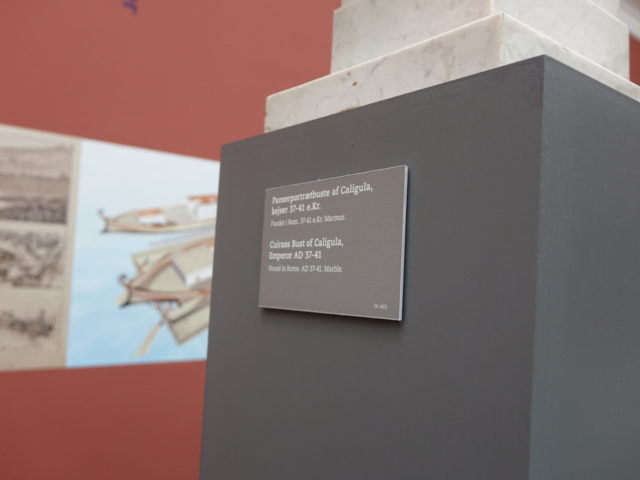 Panserportrætbuste af Caligula,
kejser 37-41 e.Kr.
Fundet i Rom. 37-41 e.Kr. Marmor.
Cuirass Bust of Caligula,
Emperor AD 37-41
Found in Rome. AD 37-41. Marble.